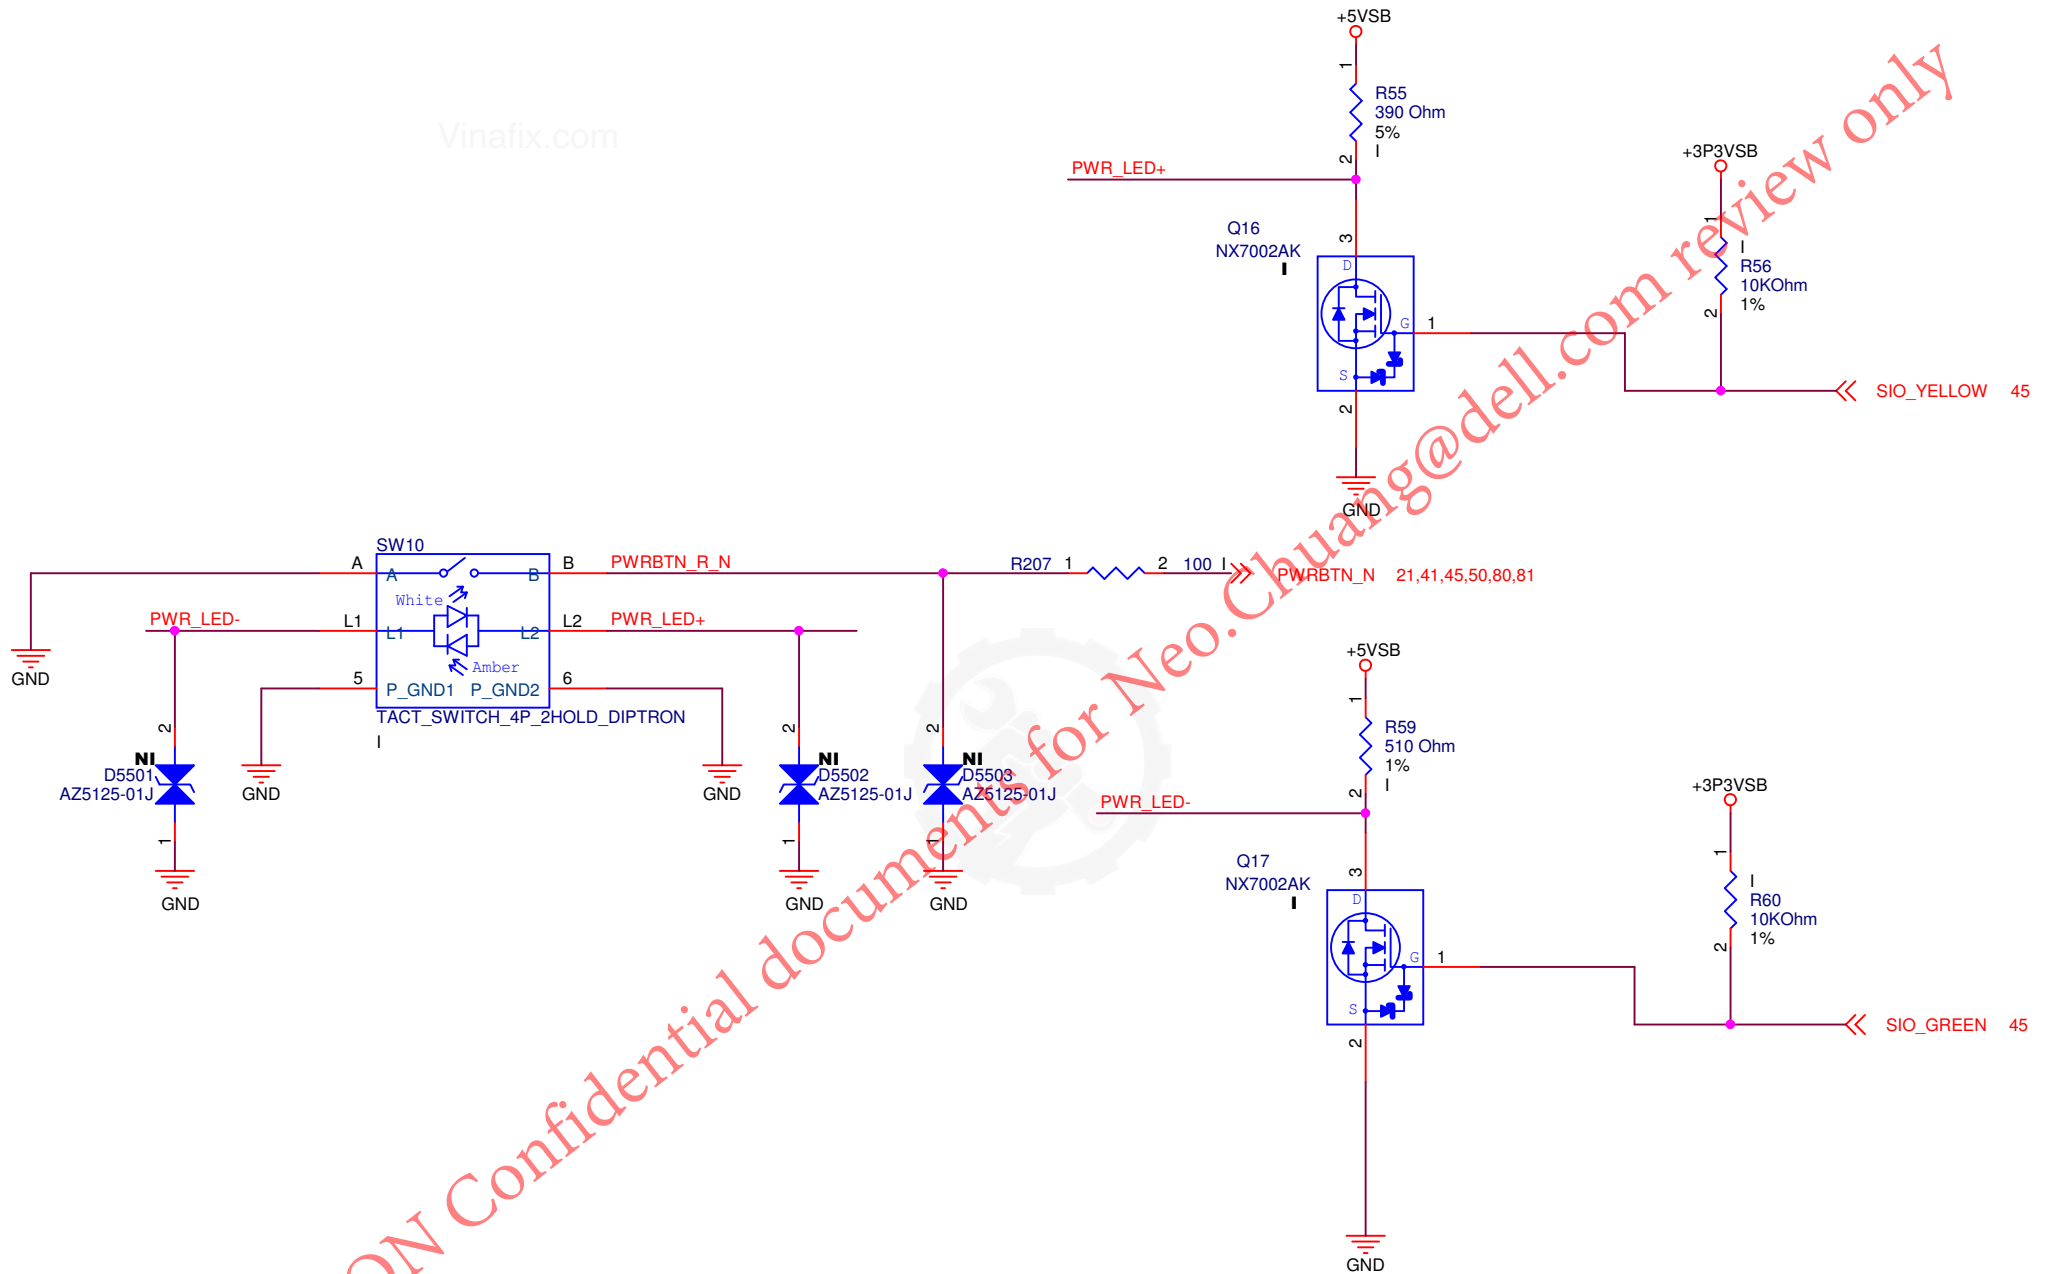 +5VSB
1
R55
390 Ohm
5%
I
2
PWR_LED+
Vinafix.com
+3P3VSB
1
I
R56
10KOhm
1%
2
Q16
NX7002AK
I
3
D
G
1
S
2
GND
SIO_YELLOW 45
SW10
A
A
B
B
PWRBTN_R_N
R207 1 2 100 I
PWRBTN_N 21,41,45,50,80,81
White
PWR_LED-
L1
L1
L2
L2
PWR_LED+
Amber
5
P_GND1
P_GND2
6
TACT_SWITCH_4P_2HOLD_DIPTRON
I
GND
2
NI
D5501
AZ5125-01J
1
GND
GND
GND
2
NI
D5502
AZ5125-01J
1
GND
2
NI
D5503
AZ5125-01J
1
GND
+5VSB
1
R59
510 Ohm
1%
I
2
PWR_LED-
+3P3VSB
1
I
R60
10KOhm
1%
2
Q17
NX7002AK
I
3
D
G
1
S
2
GND
SIO_GREEN 45
ON Confidential documents for Neo.Chuang@dell.com review only